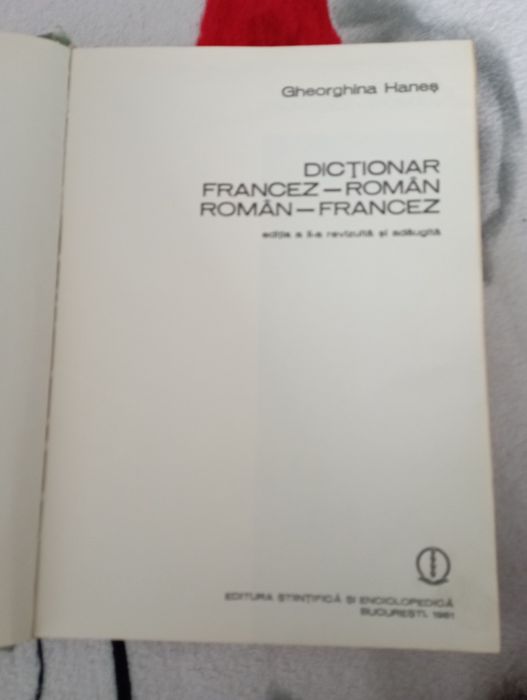 Gheorghina Haneș
DICȚIONAR
FRANCEZ—ROMÂN
ROMÂN—FRANCEZ
ediția a II-a revizuită și adăugită
EDITURA ȘTIINȚIFICĂ ȘI ENCICLOPEDICĂ
BUCUREȘTI, 1981